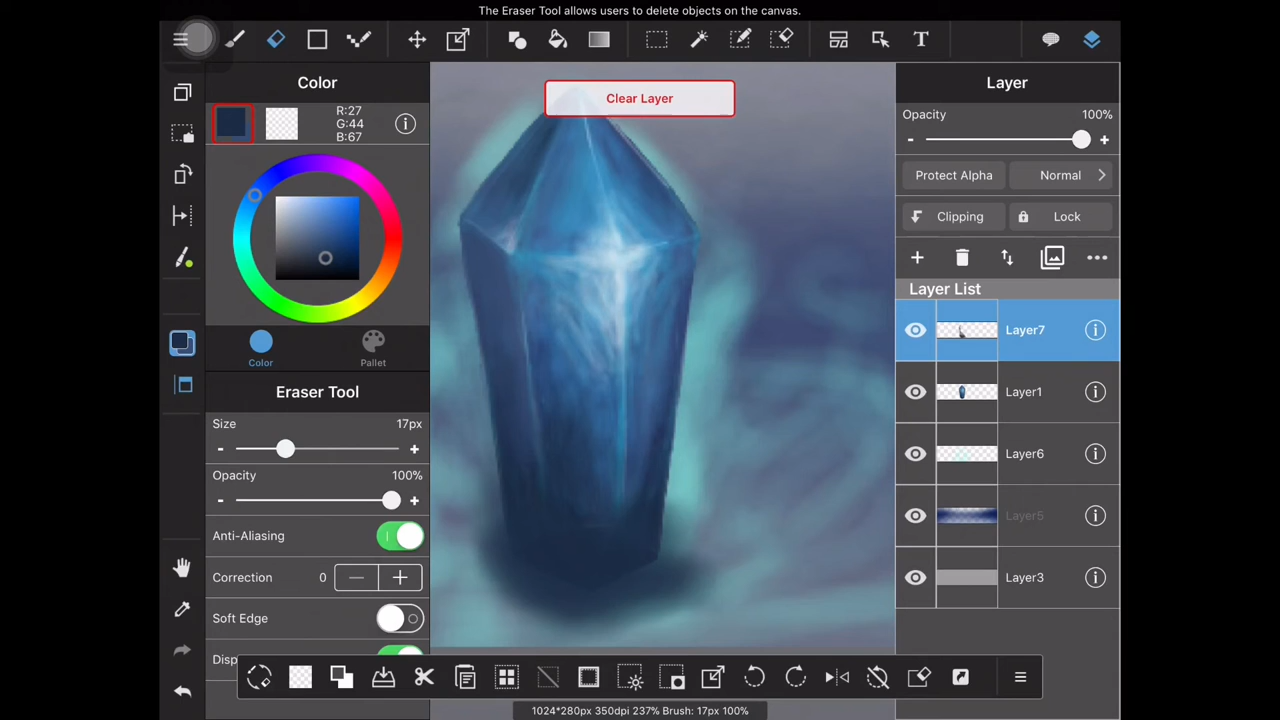 The Eraser Tool allows users to delete objects on the canvas.
T
Color
R:27
G:44
B:67
Color
Pallet
Eraser Tool
Size 17px
- +
Opacity 100%
- +
Anti-Aliasing
Correction 0
Soft Edge
Disp
Clear Layer
Layer
Opacity 100%
- +
Protect Alpha Normal
Clipping Lock
Layer List
Layer7
Layer1
Layer6
Layer5
Layer3
1024*280px 350dpi 237% Brush: 17px 100%